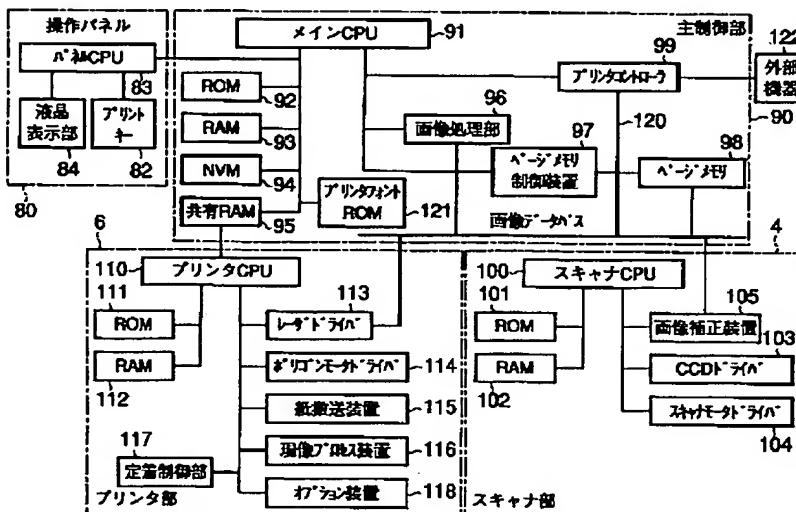 操作パネル
パネルCPU
83
液晶
表示部
84
プリント
キー
82
80
主制御部
メインCPU
91
ROM
92
RAM
93
NVM
94
共有RAM
95
プリンタフォント
ROM
121
画像処理部
96
ページメモリ
制御装置
97
ページメモリ
98
プリンタコントローラ
99
120
画像データバス
外部
機器
122
90
6
プリンタCPU
110
ROM
111
RAM
112
レーザドライバ
113
ポリゴンモータドライバ
114
紙搬送装置
115
現像プロセス装置
116
定着制御部
117
オプション装置
118
プリンタ部
4
スキャナCPU
100
ROM
101
RAM
102
画像補正装置
105
CCDドライバ
103
スキャナモータドライバ
104
スキャナ部